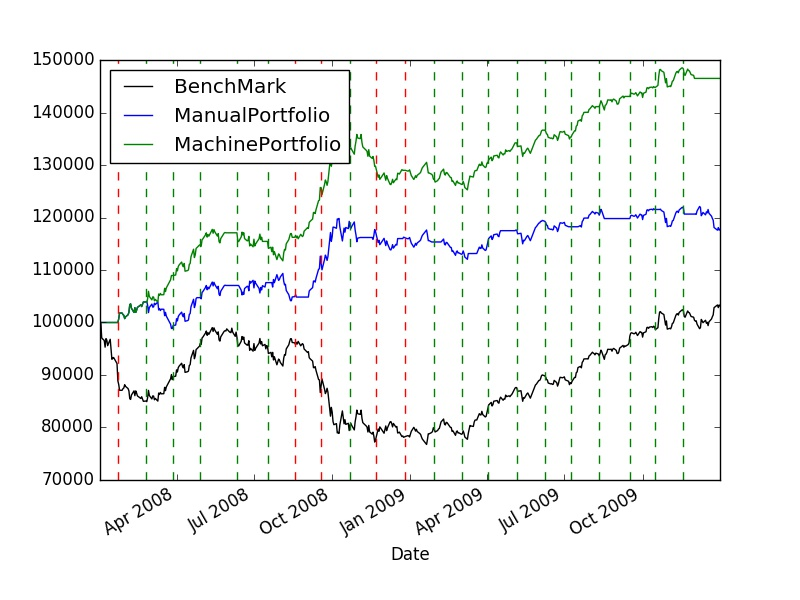 150000
140000
130000
120000
110000
100000
90000
80000
70000
BenchMark
ManualPortfolio
MachinePortfolio
Apr 2008
Jul 2008
Oct 2008
Jan 2009
Apr 2009
Jul 2009
Oct 2009
Date